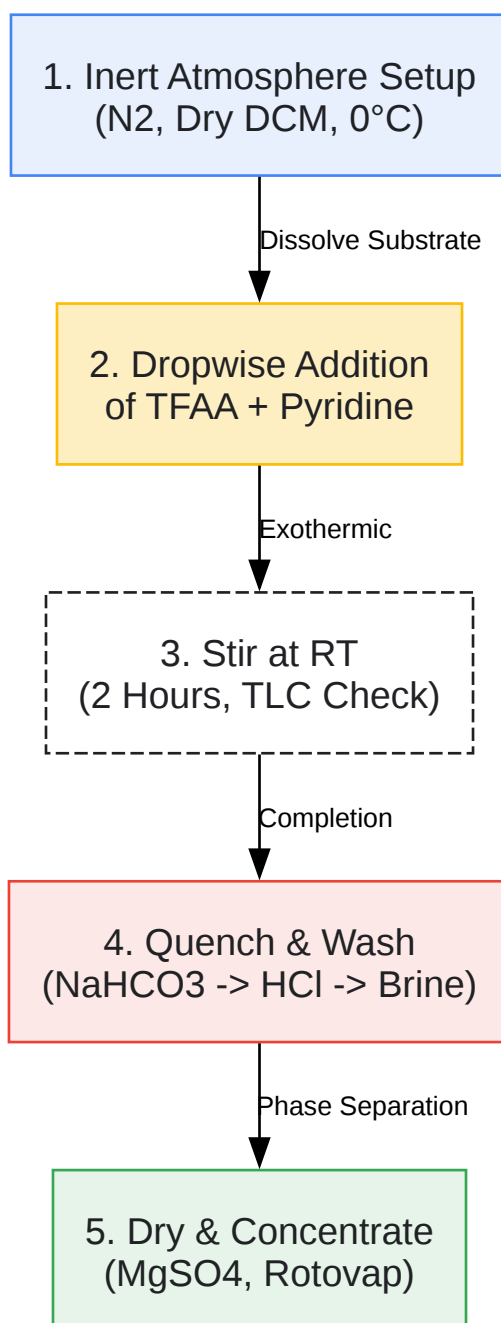 1. Inert Atmosphere Setup
(N2, Dry DCM, 0°C)
Dissolve Substrate
2. Dropwise Addition
of TFAA + Pyridine
Exothermic
3. Stir at RT
(2 Hours, TLC Check)
Completion
4. Quench & Wash
(NaHCO3 -> HCl -> Brine)
Phase Separation
5. Dry & Concentrate
(MgSO4, Rotovap)